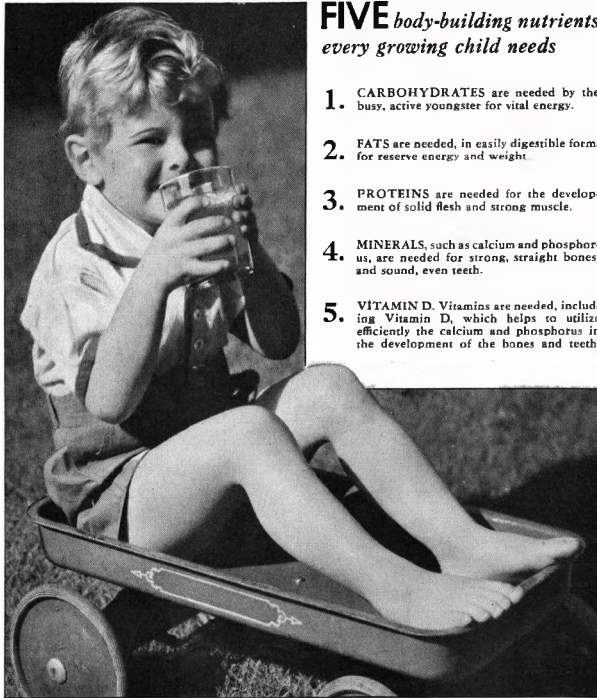 FIVE body-building nutrients
every growing child needs
1. CARBOHYDRATES are needed by the
busy, active youngster for vital energy.
2. FATS are needed, in easily digestible form,
for reserve energy and weight
3. PROTEINS are needed for the develop-
ment of solid flesh and strong muscle.
4. MINERALS, such as calcium and phosphor-
us, are needed for strong, straight bones
and sound, even teeth.
5. VITAMIN D. Vitamins are needed, includ-
ing Vitamin D, which helps to utilize
efficiently the calcium and phosphorus in
the development of the bones and teeth